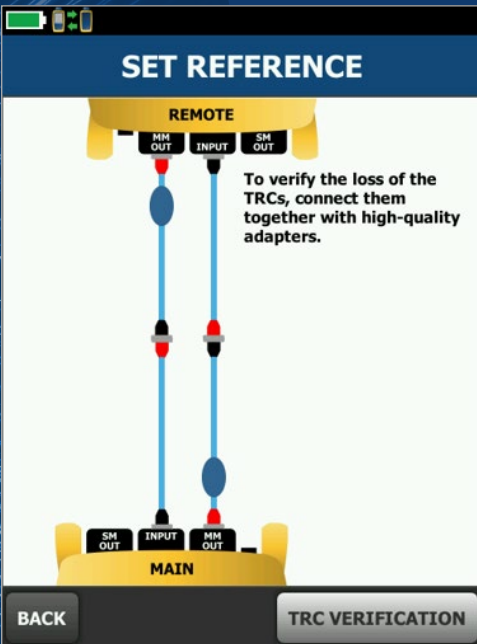 SET REFERENCE
REMOTE
MM
OUT
INPUT
SM
OUT
To verify the loss of the
TRCs, connect them
together with high-quality
adapters.
SM
OUT
INPUT
MM
OUT
MAIN
BACK
TRC VERIFICATION